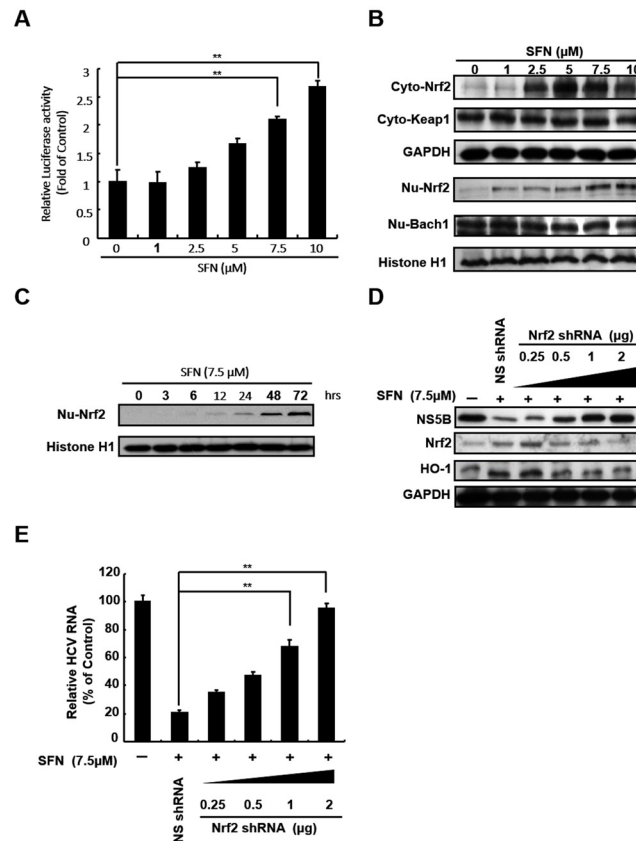 A
**
**
Relative Luciferase activity
(Fold of Control)
3
2.5
2
1.5
1
0.5
0
0 1 2.5 5 7.5 10
SFN (μM)
B
SFN (μM)
0 1 2.5 5 7.5 10
Cyto-Nrf2
Cyto-Keap1
GAPDH
Nu-Nrf2
Nu-Bach1
Histone H1
C
SFN (7.5 μM)
0 3 6 12 24 48 72 hrs
Nu-Nrf2
Histone H1
D
NS shRNA
Nrf2 shRNA (μg)
0.25 0.5 1 2
SFN (7.5μM) — + + + + +
NS5B
Nrf2
HO-1
GAPDH
E
**
**
Relative HCV RNA
(% of Control)
120
100
80
60
40
20
0
SFN (7.5μM) — + + + + +
NS shRNA
0.25 0.5 1 2
Nrf2 shRNA (μg)